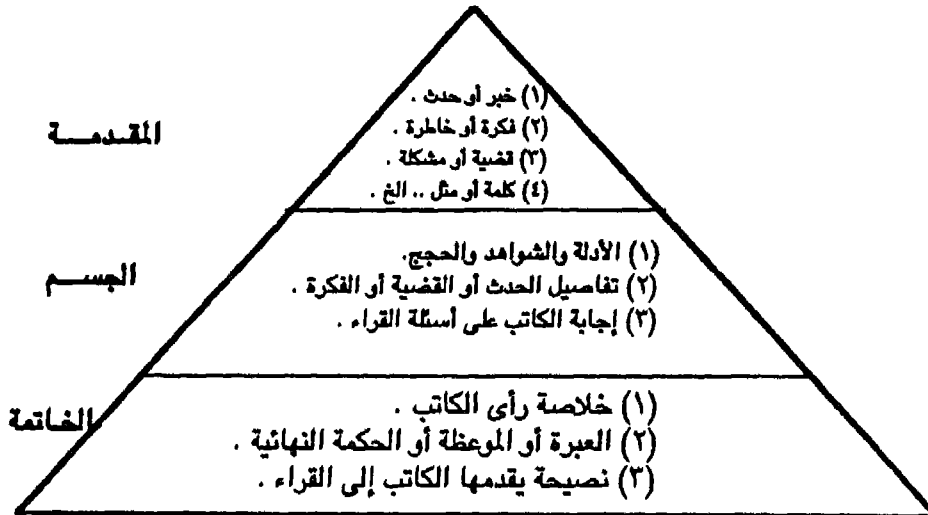 المقدمـــة
(١) خبر أو حدث .
(٢) فكرة أو خاطرة .
(٣) قضية أو مشكلة .
(٤) كلمة أو مثل .. الخ .
الجســـم
(١) الأدلة والشواهد والحجج.
(٢) تفاصيل الحدث أو القضية أو الفكرة .
(٣) إجابة الكاتب على أسئلة القراء .
الخاتمة
(١) خلاصة رأى الكاتب .
(٢) العبرة أو الموعظة أو الحكمة النهائية .
(٣) نصيحة يقدمها الكاتب إلى القراء .